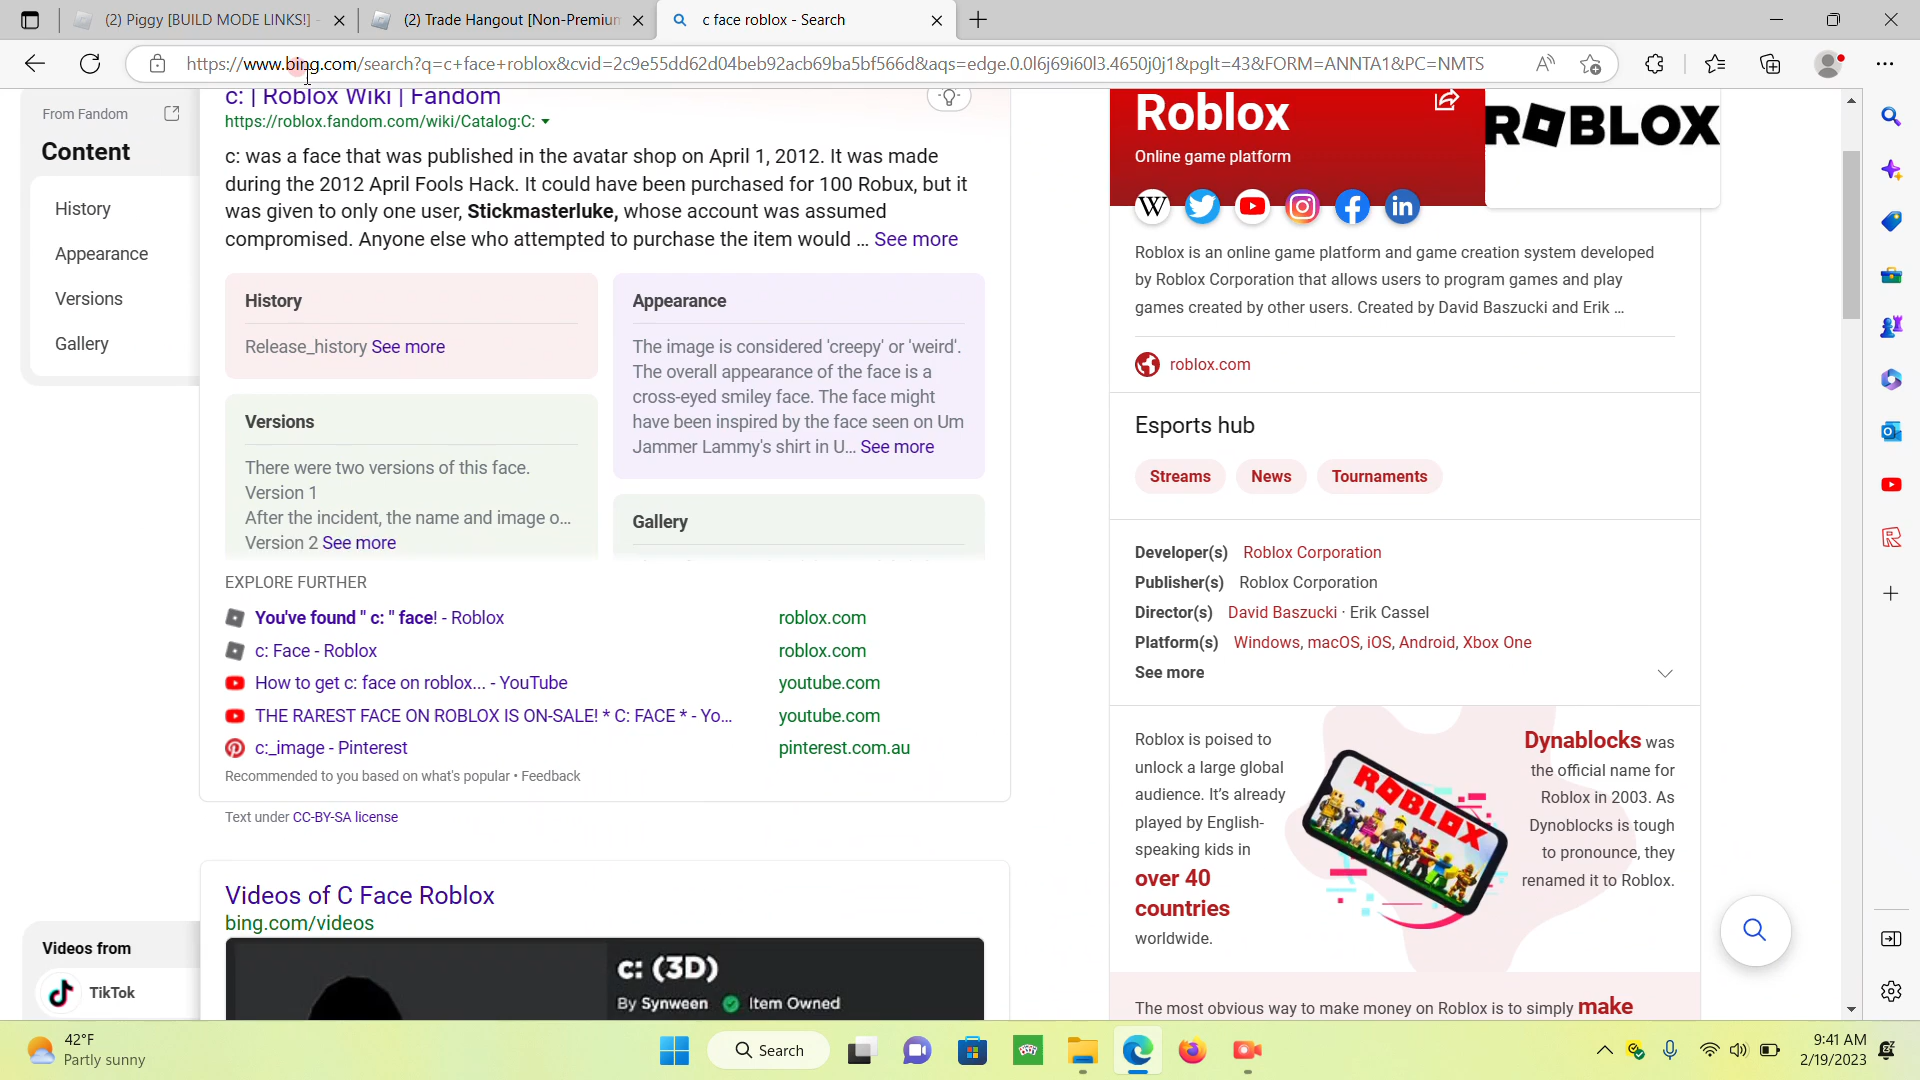 (2) Piggy [BUILD MODE LINKS!] -
(2) Trade Hangout [Non-Premium
c face roblox - Search
https://www.bing.com/search?q=c+face+roblox&cvid=2c9e55dd62d04beb92acb69ba5bf566d&aqs=edge.0.0l6j69i60l3.4650j0j1&pglt=43&FORM=ANNTA1&PC=NMTS
From Fandom
Content
History
Appearance
Versions
Gallery
c: | Roblox Wiki | Fandom
https://roblox.fandom.com/wiki/Catalog:C:
c: was a face that was published in the avatar shop on April 1, 2012. It was made
during the 2012 April Fools Hack. It could have been purchased for 100 Robux, but it
was given to only one user, Stickmasterluke, whose account was assumed
compromised. Anyone else who attempted to purchase the item would ... See more
History
Release_history See more
Versions
There were two versions of this face.
Version 1
After the incident, the name and image o...
Version 2 See more
Appearance
The image is considered 'creepy' or 'weird'.
The overall appearance of the face is a
cross-eyed smiley face. The face might
have been inspired by the face seen on Um
Jammer Lammy's shirt in U... See more
Gallery
EXPLORE FURTHER
You've found " c: " face! - Roblox roblox.com
c: Face - Roblox roblox.com
How to get c: face on roblox... - YouTube youtube.com
THE RAREST FACE ON ROBLOX IS ON-SALE! * C: FACE * - Yo... youtube.com
c:_image - Pinterest pinterest.com.au
Recommended to you based on what's popular • Feedback
Text under CC-BY-SA license
Videos of C Face Roblox
bing.com/videos
c: (3D)
By Synween Item Owned
Videos from
TikTok
Roblox
Online game platform
ROBLOX
W
in
Roblox is an online game platform and game creation system developed
by Roblox Corporation that allows users to program games and play
games created by other users. Created by David Baszucki and Erik ...
roblox.com
Esports hub
Streams News Tournaments
Developer(s) Roblox Corporation
Publisher(s) Roblox Corporation
Director(s) David Baszucki · Erik Cassel
Platform(s) Windows, macOS, iOS, Android, Xbox One
See more
Roblox is poised to
unlock a large global
audience. It's already
played by English-
speaking kids in
over 40
countries
worldwide.
ROBLOX
Dynablocks was
the official name for
Roblox in 2003. As
Dynoblocks is tough
to pronounce, they
renamed it to Roblox.
The most obvious way to make money on Roblox is to simply make
42°F
Partly sunny
Search
9:41 AM
2/19/2023